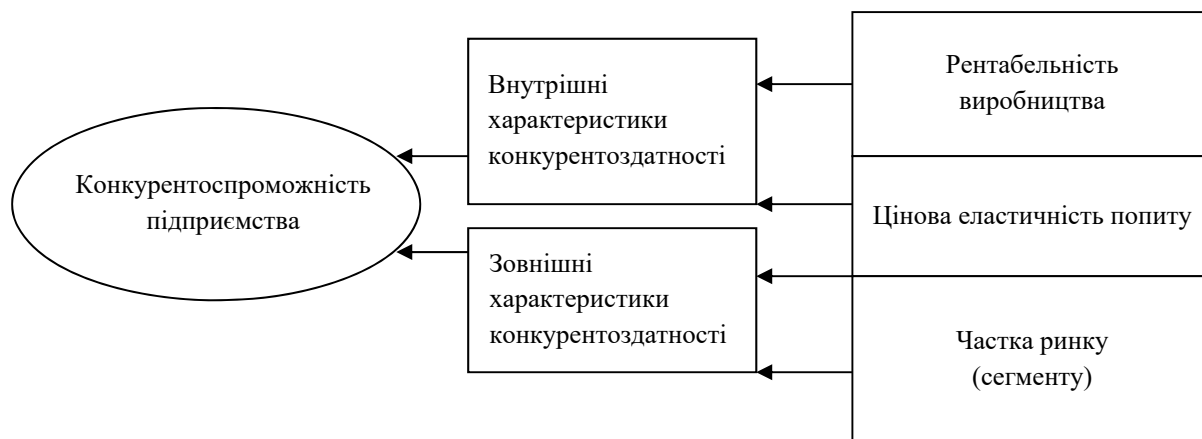 Конкурентоспроможність
підприємства
Внутрішні
характеристики
конкурентоздатності
Зовнішні
характеристики
конкурентоздатності
Рентабельність
виробництва
Цінова еластичність попиту
Частка ринку
(сегменту)